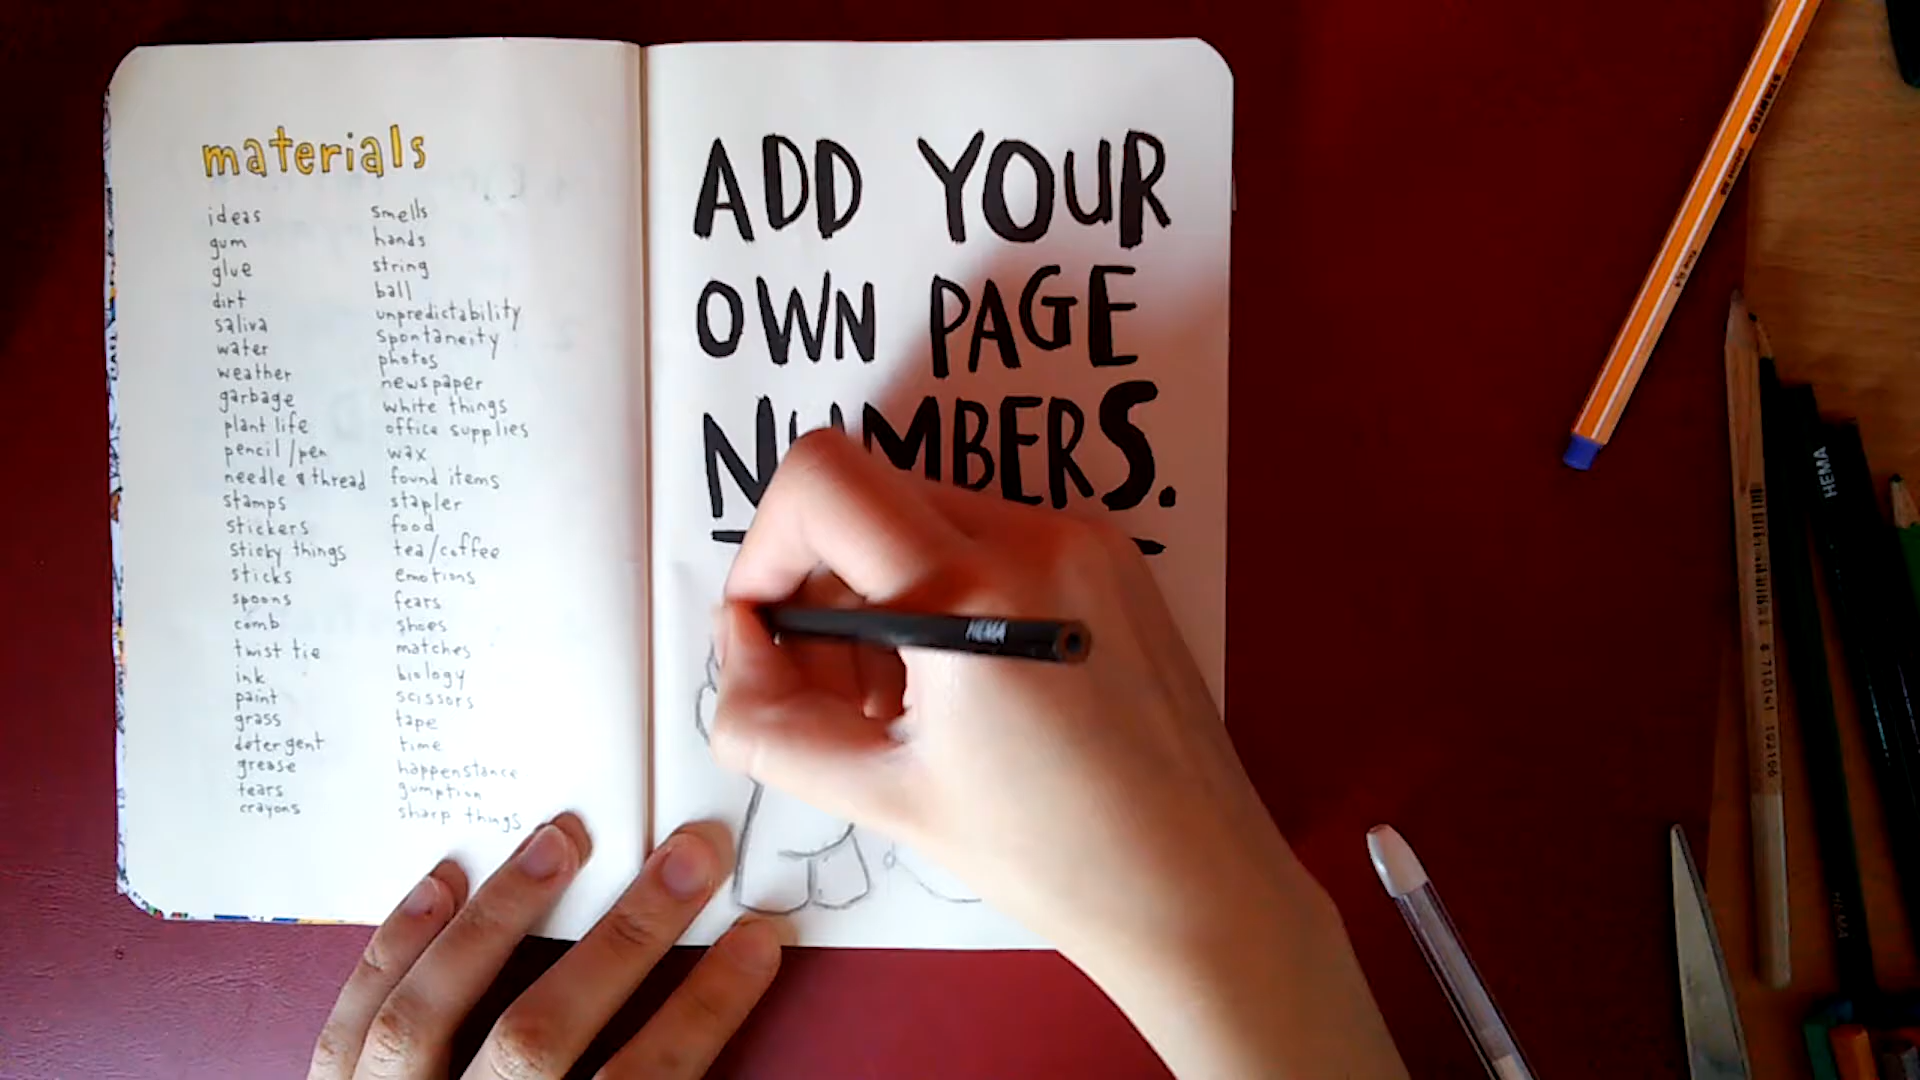 materials
ideas
gum
glue
dirt
saliva
water
weather
garbage
plant life
pencil/pen
needle & thread
stamps
stickers
sticky things
sticks
spoons
comb
twist tie
ink
paint
grass
detergent
grease
tears
crayons
smells
hands
string
ball
unpredictability
spontaneity
photos
newspaper
white things
office supplies
wax
found items
stapler
food
tea/coffee
emotions
fears
shoes
matches
biology
scissors
tape
time
happenstance
gumption
sharp things
ADD YOUR
OWN PAGE
NUMBERS.
HEMA
STABILO
HEMA